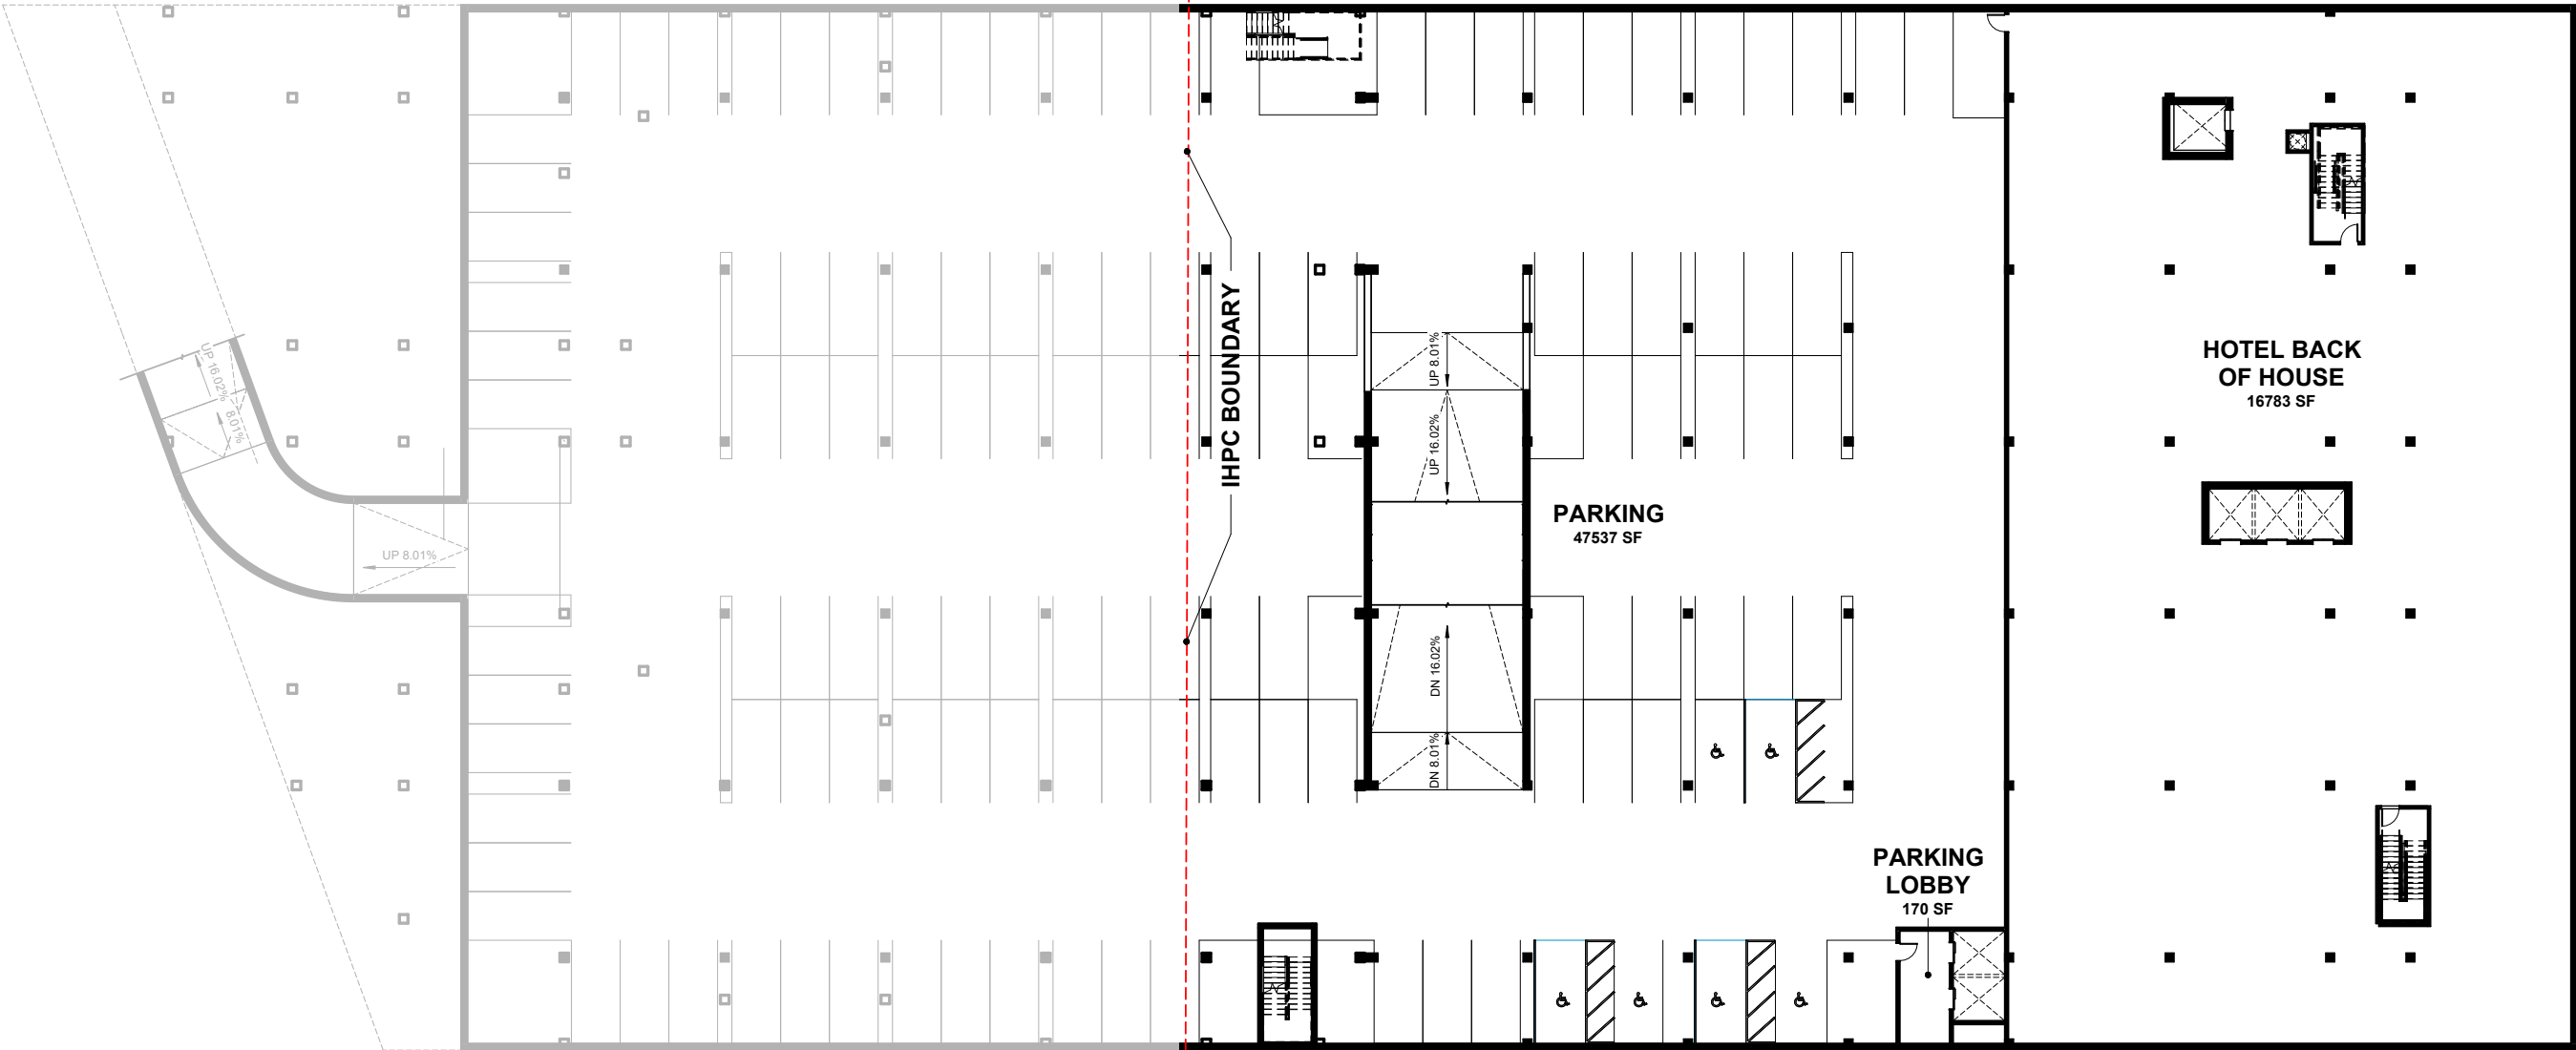 UP 16.02%
8.01%
UP 8.01%
IHPC BOUNDARY
UP 8.01%
UP 16.02%
DN 16.02%
DN 8.01%
PARKING
47537 SF
HOTEL BACK
OF HOUSE
16783 SF
PARKING
LOBBY
170 SF